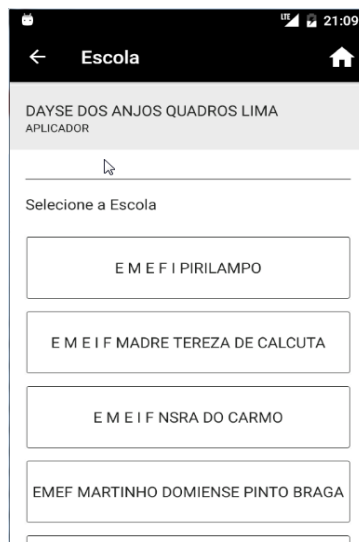 LTE 21:09
Escola
DAYSE DOS ANJOS QUADROS LIMA
APLICADOR
Selecione a Escola
E M E F I PIRILAMPO
E M E I F MADRE TEREZA DE CALCUTA
E M E I F NSRA DO CARMO
EMEF MARTINHO DOMIENSE PINTO BRAGA